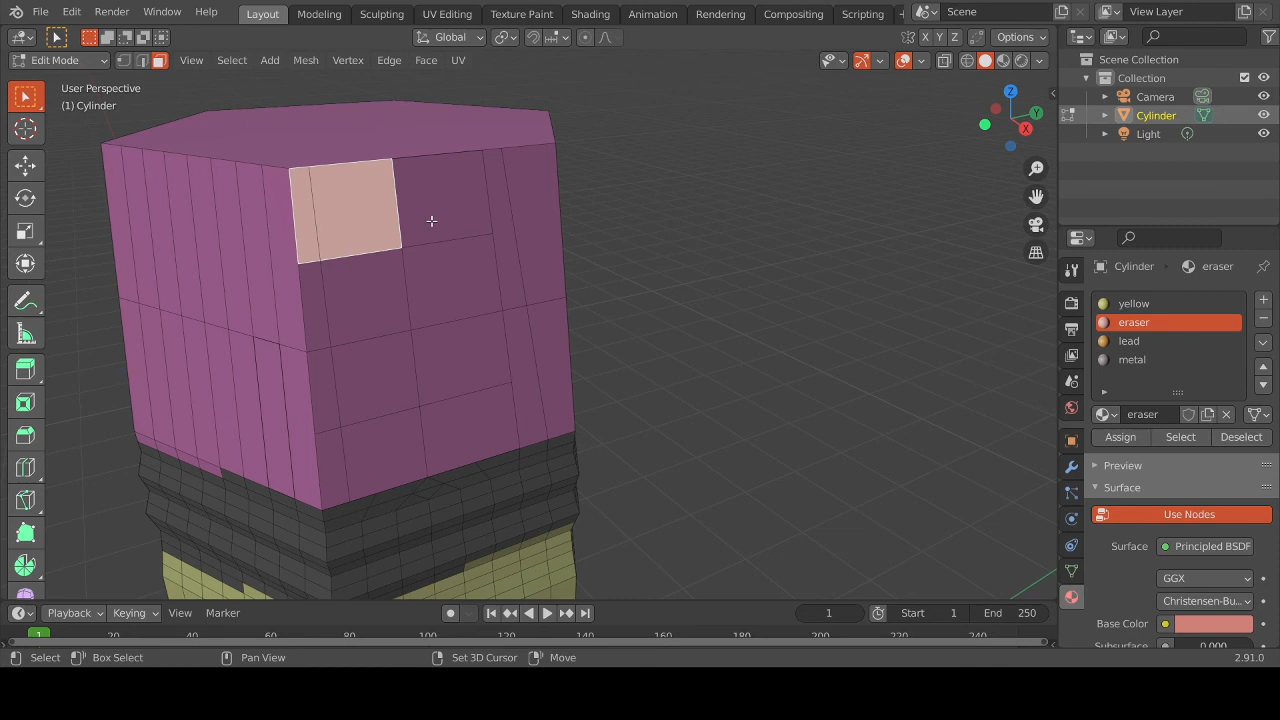 File Edit Render Window Help Layout Modeling Sculpting UV Editing Texture Paint Shading Animation Rendering Compositing Scripting Scene View Layer
Global X Y Z Options
Edit Mode View Select Add Mesh Vertex Edge Face UV
User Perspective
(1) Cylinder
Z
Y
X
Scene Collection
Collection
Camera
Cylinder
Light
Cylinder eraser
yellow
eraser
lead
metal
eraser
Assign Select Deselect
Preview
Surface
Use Nodes
Surface Principled BSDF
GGX
Christensen-Bu...
Base Color
Subsurface 0.000
Playback Keying View Marker 1 Start 1 End 250
1 20 40 60 80 100 120 140 160 180 200 220 240
Select Box Select Pan View Set 3D Cursor Move 2.91.0